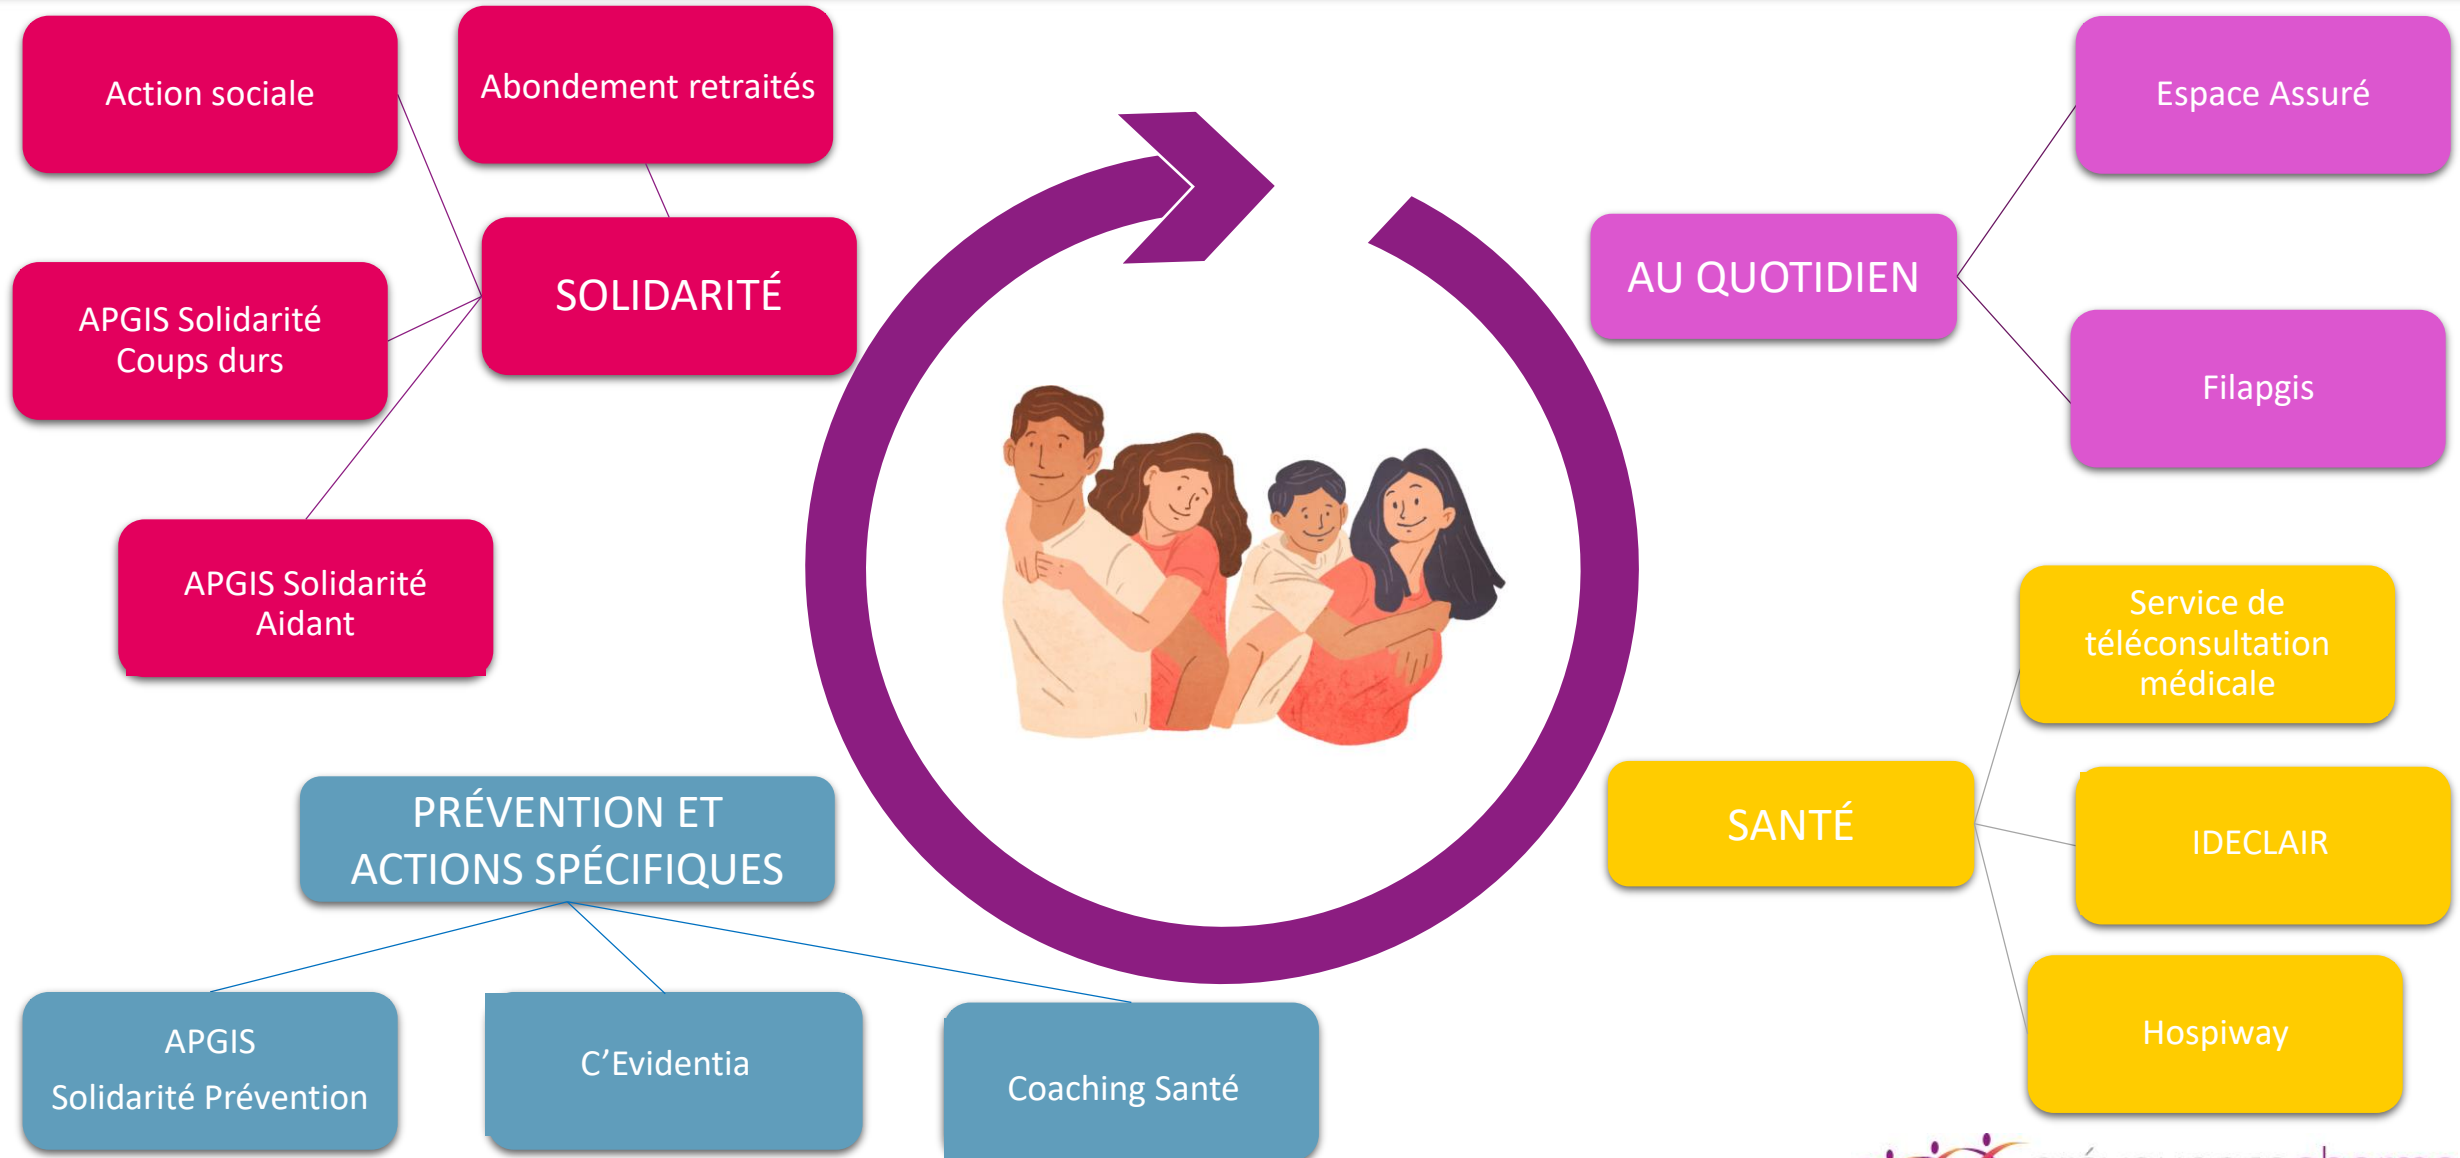 Action sociale
Abondement retraités
SOLIDARITÉ
APGIS Solidarité
Coups durs
APGIS Solidarité
Aidant
AU QUOTIDIEN
Espace Assuré
Filapgis
SANTÉ
Service de
téléconsultation
médicale
IDECLAIR
Hospiway
PRÉVENTION ET
ACTIONS SPÉCIFIQUES
APGIS
Solidarité Prévention
C’Evidentia
Coaching Santé